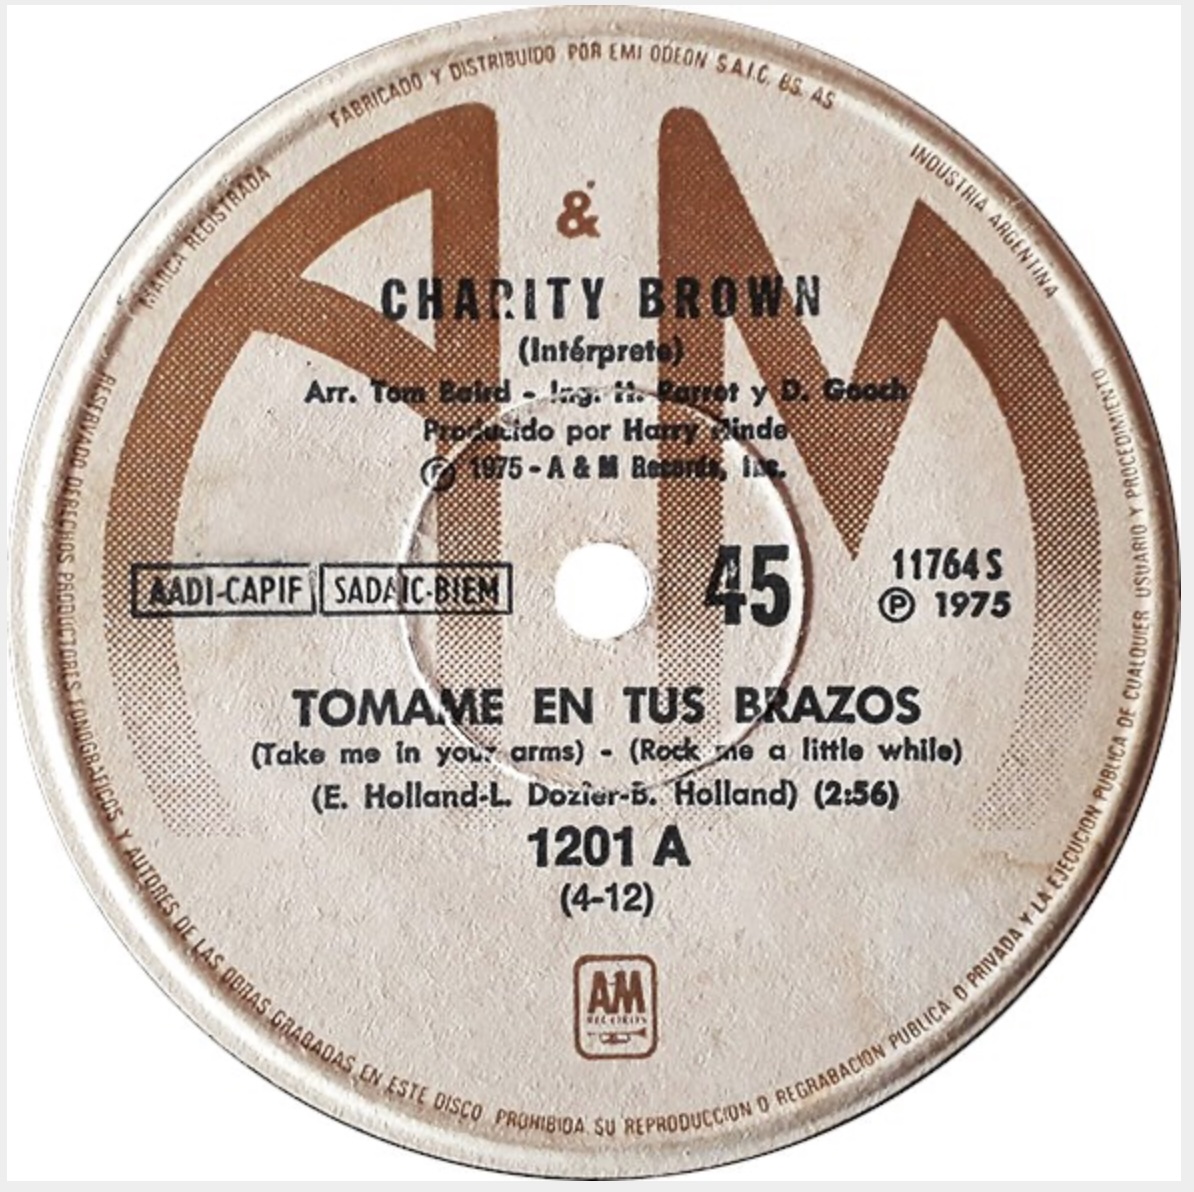 MARCA REGISTRADA
FABRICADO Y DISTRIBUIDO POR EMI ODEON S.A.I.C. BS. AS
INDUSTRIA ARGENTINA
A & M
CHARITY BROWN
(Intérprete)
Arr. Tom Baird - Ing. H. Parrot y D. Gooch
Producido por Harry Hinde
Ⓟ 1975 - A & M Records, Inc.
AADI-CAPIF SADAIC-BIEM
45
11764 S
Ⓟ 1975
TOMAME EN TUS BRAZOS
(Take me in your arms) - (Rock me a little while)
(E. Holland-L. Dozier-B. Holland) (2:56)
1201 A
(4-12)
A&M
RECORDS
RESERVADO DERECHOS PRODUCTORES FONOGRAFICOS Y AUTORES DE LAS OBRAS GRABADAS EN ESTE DISCO PROHIBIDA SU REPRODUCCION O REGRABACION PUBLICA O PRIVADA Y LA EJECUCION PUBLICA DE CUALQUIER USUARIO Y PROCEDIMIENTO